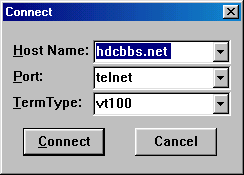 Connect
Host Name: hdcbbs.net
Port: telnet
TermType: vt100
Connect Cancel